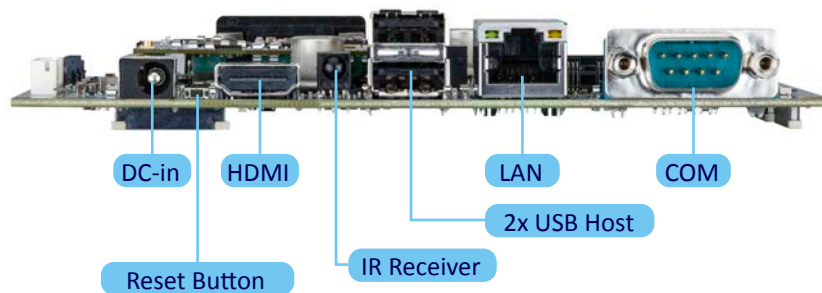 DC-in
HDMI
LAN
COM
2x USB Host
IR Receiver
Reset Button